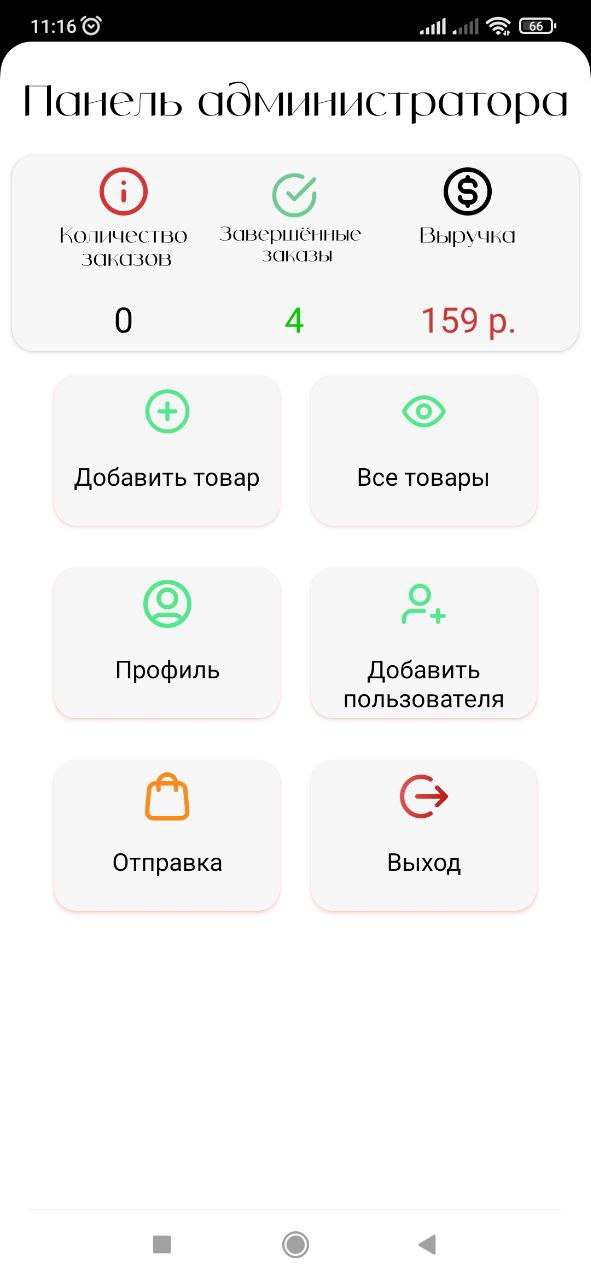 11:16
66
Панель администратора
Количество
заказов
Завершённые
заказы
Выручка
0
4
159 р.
Добавить товар
Все товары
Профиль
Добавить
пользователя
Отправка
Выход